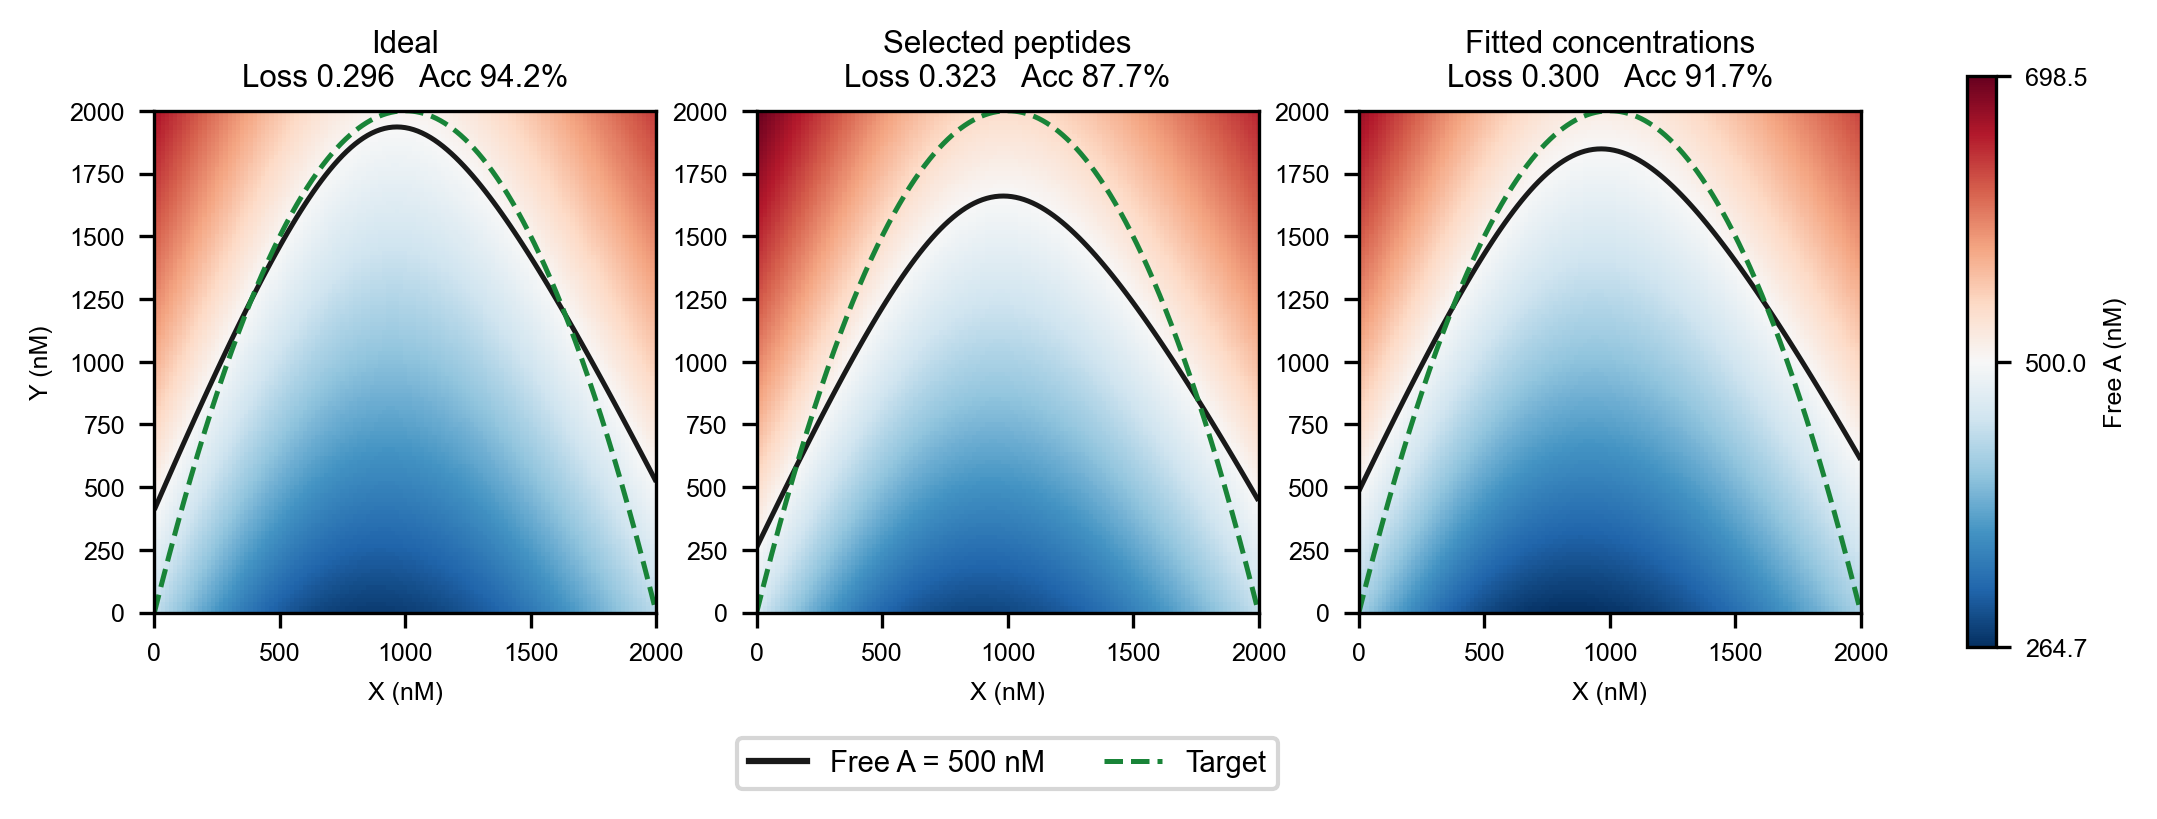 Ideal
Loss 0.296 Acc 94.2%
Selected peptides
Loss 0.323 Acc 87.7%
Fitted concentrations
Loss 0.300 Acc 91.7%
2000
1750
1500
1250
1000
750
500
250
0
Y (nM)
0 500 1000 1500 2000
X (nM)
2000
1750
1500
1250
1000
750
500
250
0
0 500 1000 1500 2000
X (nM)
2000
1750
1500
1250
1000
750
500
250
0
0 500 1000 1500 2000
X (nM)
698.5
500.0
264.7
Free A (nM)
Free A = 500 nM Target